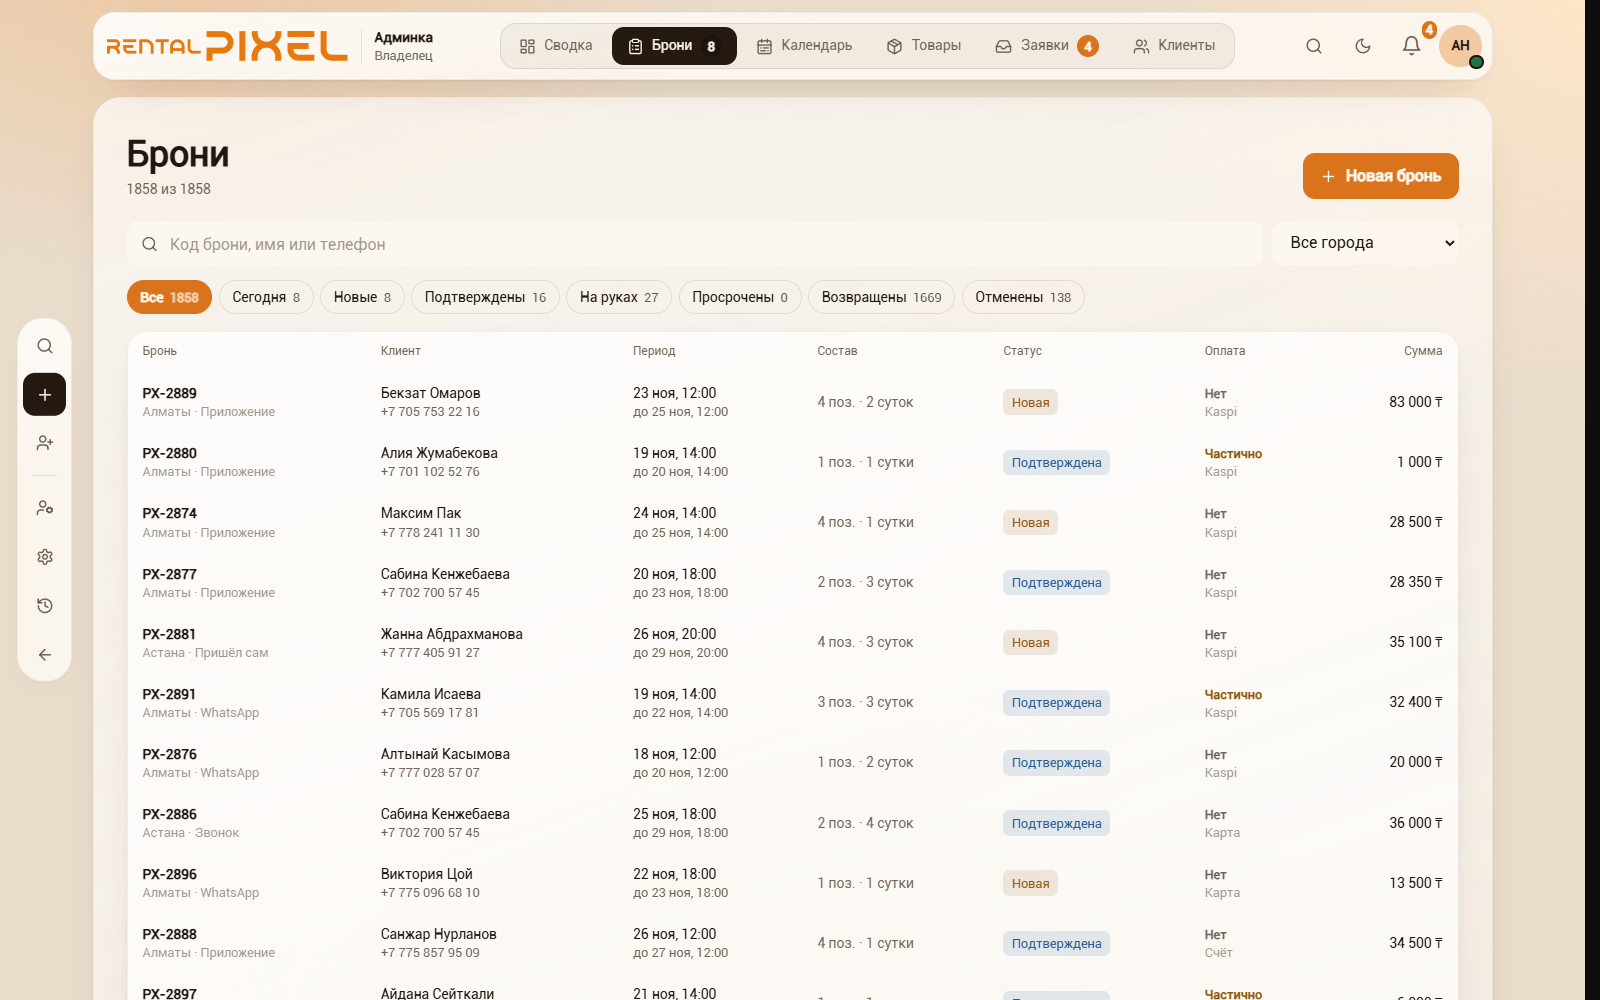 RENTAL PIXEL
Админка
Владелец
Сводка
Брони 8
Календарь
Товары
Заявки 4
Клиенты
4
АН
Брони
1858 из 1858
+ Новая бронь
Код брони, имя или телефон
Все города
Все 1858
Сегодня 8
Новые 8
Подтверждены 16
На руках 27
Просрочены 0
Возвращены 1669
Отменены 138
Бронь Клиент Период Состав Статус Оплата Сумма
PX-2889 Бекзат Омаров 23 ноя, 12:00 4 поз. · 2 суток Новая Нет 83 000 ₸
Алматы · Приложение +7 705 753 22 16 до 25 ноя, 12:00 Kaspi
PX-2880 Алия Жумабекова 19 ноя, 14:00 1 поз. · 1 сутки Подтверждена Частично 1 000 ₸
Алматы · Приложение +7 701 102 52 76 до 20 ноя, 14:00 Kaspi
PX-2874 Максим Пак 24 ноя, 14:00 4 поз. · 1 сутки Новая Нет 28 500 ₸
Алматы · Приложение +7 778 241 11 30 до 25 ноя, 14:00 Kaspi
PX-2877 Сабина Кенжебаева 20 ноя, 18:00 2 поз. · 3 суток Подтверждена Нет 28 350 ₸
Алматы · Приложение +7 702 700 57 45 до 23 ноя, 18:00 Kaspi
PX-2881 Жанна Абдрахманова 26 ноя, 20:00 4 поз. · 3 суток Новая Нет 35 100 ₸
Астана · Пришёл сам +7 777 405 91 27 до 29 ноя, 20:00 Kaspi
PX-2891 Камила Исаева 19 ноя, 14:00 3 поз. · 3 суток Подтверждена Частично 32 400 ₸
Алматы · WhatsApp +7 705 569 17 81 до 22 ноя, 14:00 Kaspi
PX-2876 Алтынай Касымова 18 ноя, 12:00 1 поз. · 2 суток Подтверждена Нет 20 000 ₸
Алматы · WhatsApp +7 777 028 57 07 до 20 ноя, 12:00 Kaspi
PX-2886 Сабина Кенжебаева 25 ноя, 18:00 2 поз. · 4 суток Подтверждена Нет 36 000 ₸
Астана · Звонок +7 702 700 57 45 до 29 ноя, 18:00 Карта
PX-2896 Виктория Цой 22 ноя, 18:00 1 поз. · 1 сутки Новая Нет 13 500 ₸
Алматы · WhatsApp +7 775 096 68 10 до 23 ноя, 18:00 Карта
PX-2888 Санжар Нурланов 26 ноя, 12:00 4 поз. · 1 сутки Подтверждена Нет 34 500 ₸
Алматы · Приложение +7 775 857 95 09 до 27 ноя, 12:00 Счёт
PX-2897 Айдана Сейткали 21 ноя, 14:00 Частично